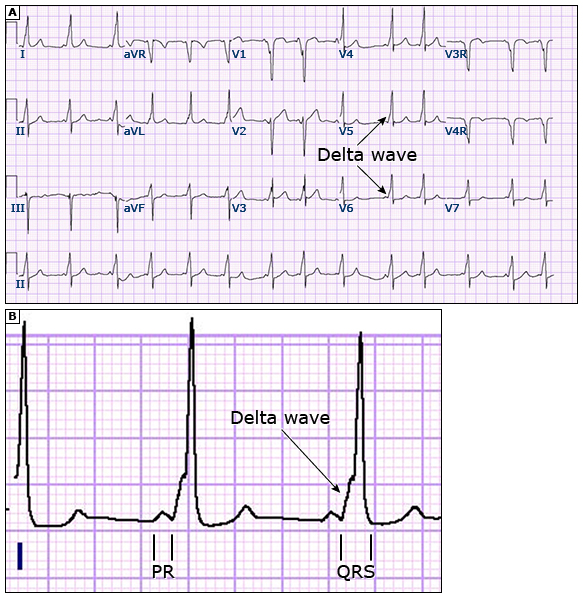 A
I aVR V1 V4 V3R
II aVL V2 V5 V4R
Delta wave
III aVF V3 V6 V7
II
B
Delta wave
I
PR QRS